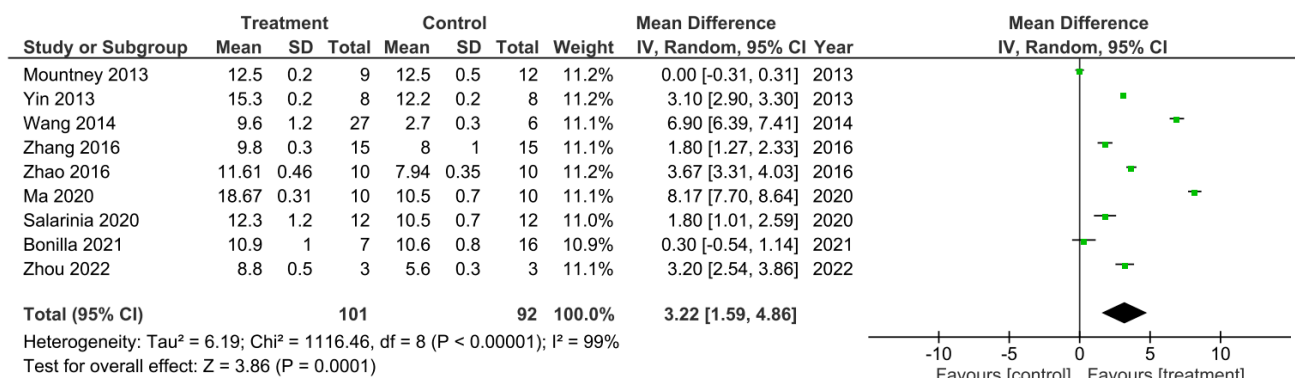 Treatment Control Mean Difference Mean Difference
Study or Subgroup Mean SD Total Mean SD Total Weight IV, Random, 95% CI Year IV, Random, 95% CI
Mountney 2013 12.5 0.2 9 12.5 0.5 12 11.2% 0.00 [-0.31, 0.31] 2013
Yin 2013 15.3 0.2 8 12.2 0.2 8 11.2% 3.10 [2.90, 3.30] 2013
Wang 2014 9.6 1.2 27 2.7 0.3 6 11.1% 6.90 [6.39, 7.41] 2014
Zhang 2016 9.8 0.3 15 8 1 15 11.1% 1.80 [1.27, 2.33] 2016
Zhao 2016 11.61 0.46 10 7.94 0.35 10 11.2% 3.67 [3.31, 4.03] 2016
Ma 2020 18.67 0.31 10 10.5 0.7 10 11.1% 8.17 [7.70, 8.64] 2020
Salarinia 2020 12.3 1.2 12 10.5 0.7 12 11.0% 1.80 [1.01, 2.59] 2020
Bonilla 2021 10.9 1 7 10.6 0.8 16 10.9% 0.30 [-0.54, 1.14] 2021
Zhou 2022 8.8 0.5 3 5.6 0.3 3 11.1% 3.20 [2.54, 3.86] 2022
Total (95% CI) 101 92 100.0% 3.22 [1.59, 4.86]
Heterogeneity: Tau² = 6.19; Chi² = 1116.46, df = 8 (P < 0.00001); I² = 99%
Test for overall effect: Z = 3.86 (P = 0.0001)
-10 -5 0 5 10
Favours [control] Favours [treatment]